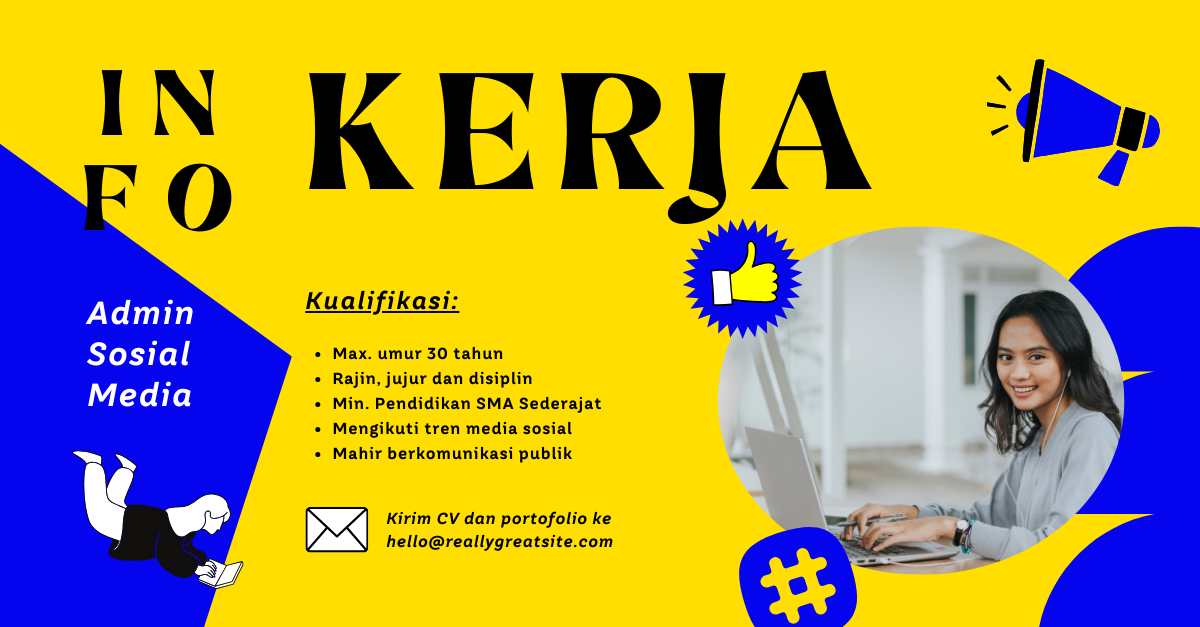 IN
FO
KERJA
Admin
Sosial
Media
Kualifikasi:
• Max. umur 30 tahun
• Rajin, jujur dan disiplin
• Min. Pendidikan SMA Sederajat
• Mengikuti tren media sosial
• Mahir berkomunikasi publik
Kirim CV dan portofolio ke
hello@reallygreatsite.com
#